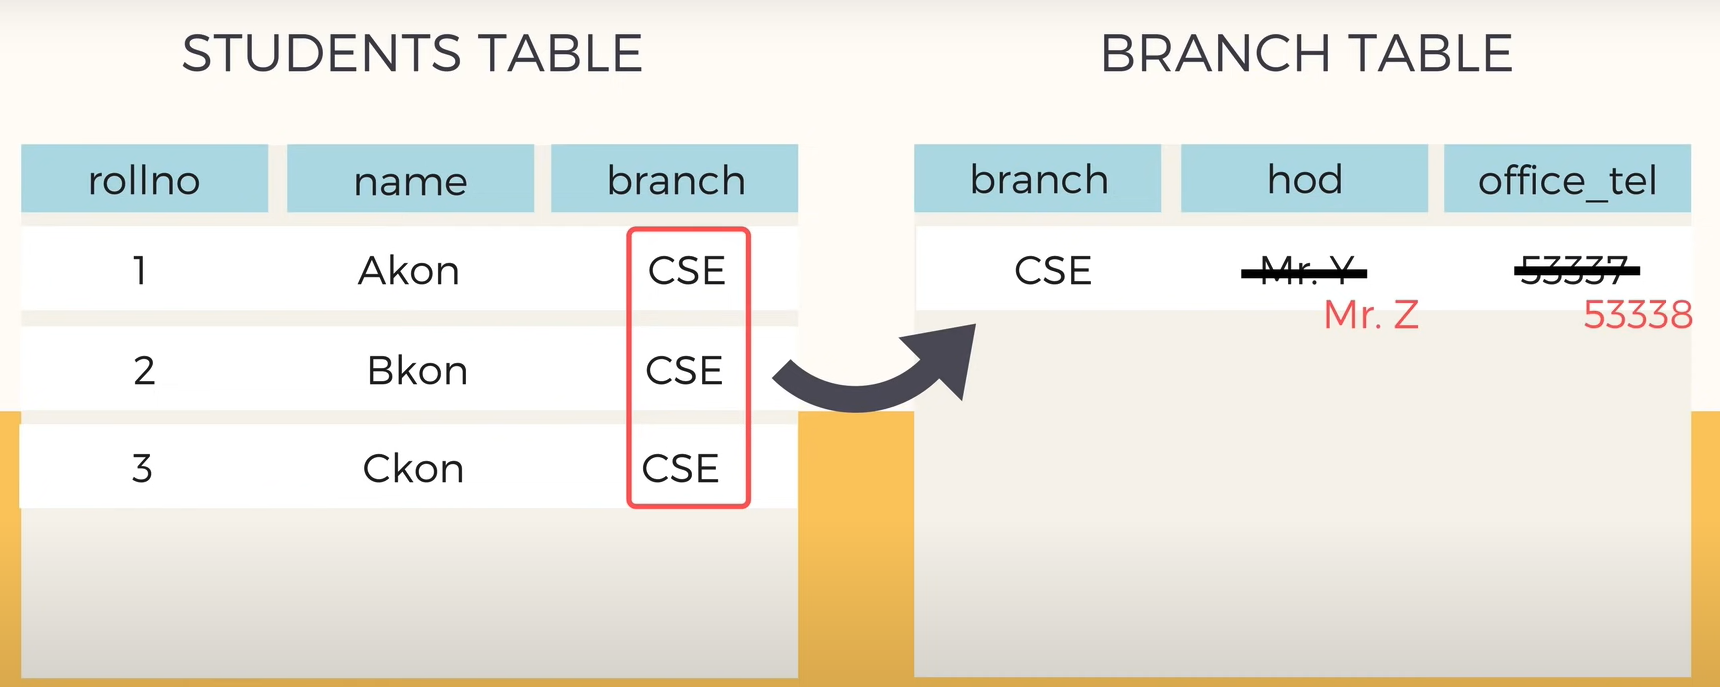 STUDENTS TABLE
rollno name branch
1 Akon CSE
2 Bkon CSE
3 Ckon CSE
BRANCH TABLE
branch hod office_tel
CSE Mr. Y 53337
Mr. Z 53338